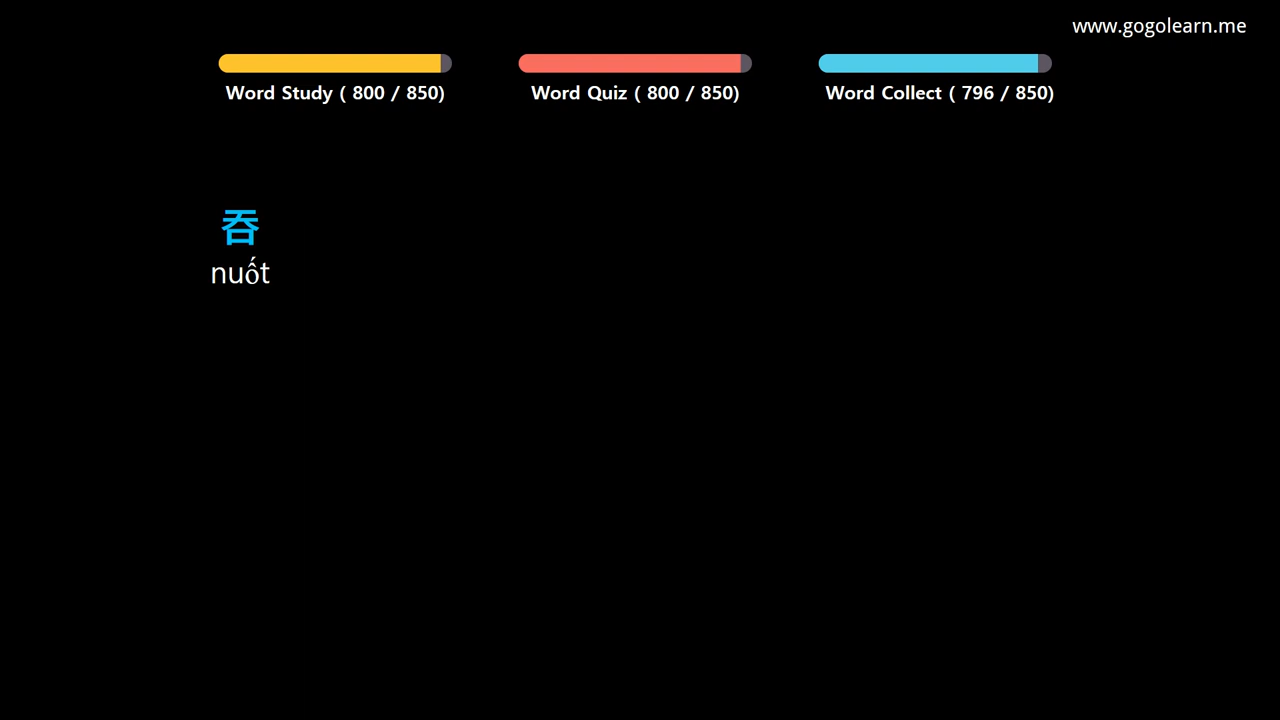 www.gogolearn.me
Word Study ( 800 / 850)
Word Quiz ( 800 / 850)
Word Collect ( 796 / 850)
吞
nuốt